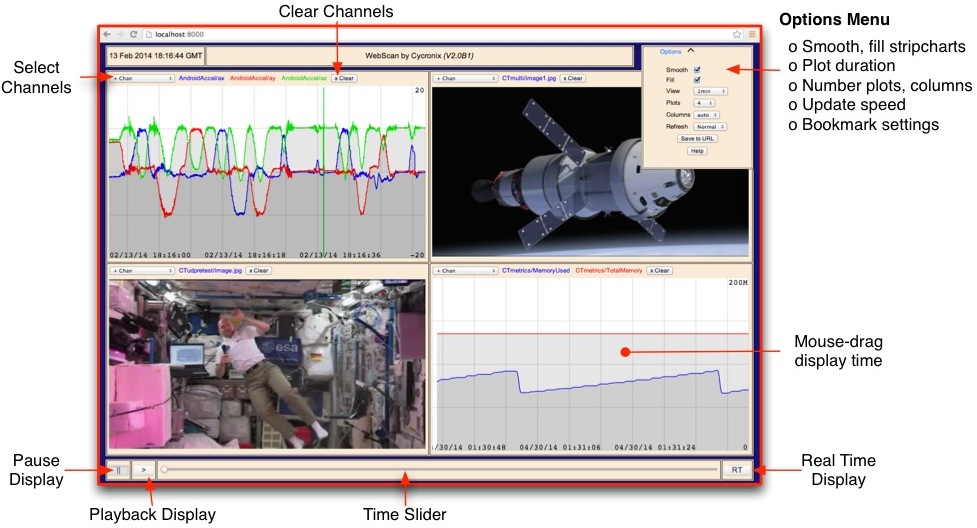 Clear Channels
Options Menu
o Smooth, fill stripcharts
o Plot duration
o Number plots, columns
o Update speed
o Bookmark settings
Select
Channels
localhost:8000
13 Feb 2014 18:16:44 GMT
WebScan by Cycronix (V2.0B1)
Options
Smooth
Fill
View 1min
Plots 4
Columns auto
Refresh Normal
Save to URL
Help
+ Chan AndroidAccel/ax AndroidAccel/ay AndroidAccel/az x Clear
20
02/13/14 18:16:00 02/13/14 18:16:18 02/13/14 18:16:36 -20
+ Chan CTmulti/image1.jpg x Clear
+ Chan CTudpretest/image.jpg x Clear
esa
+ Chan CTmetrics/MemoryUsed CTmetrics/TotalMemory x Clear
200M
/30/14 01:30:48 04/30/14 01:31:06 04/30/14 01:31:24 0
Mouse-drag
display time
Pause
Display
||
>
RT
Real Time
Display
Playback Display
Time Slider